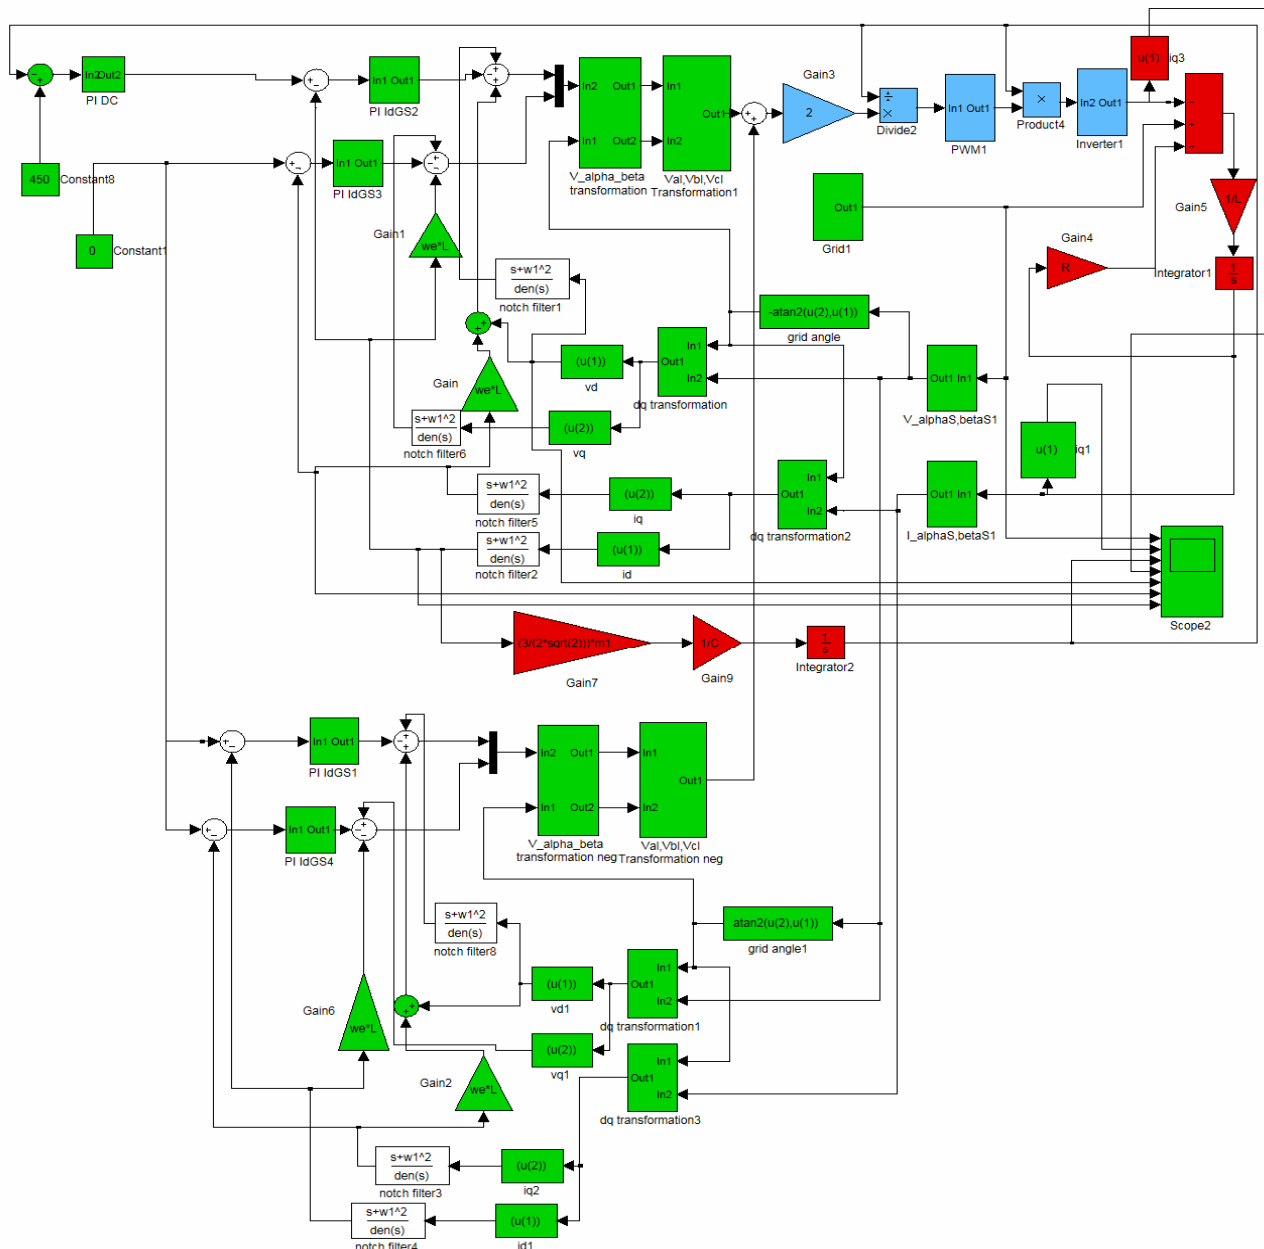 In2Out2
PI DC
450
Constant8
0
Constant1
In1 Out1
PI IdGS2
In1 Out1
PI IdGS3
Gain1
we*L
In2
Out1
In1
Out2
V_alpha_beta
transformation
In1
Out1
In2
Val,Vbl,Vcl
Transformation1
Gain3
2
÷
×
Divide2
In1 Out1
PWM1
×
Product4
In2 Out1
Inverter1
u(1)
iq3
1/L
Gain5
Out1
Grid1
Gain4
R
Integrator1
1
s
s+w1^2
den(s)
notch filter1
-atan2(u(2),u(1))
grid angle
Gain
we*L
(u(1))
vd
In1
Out1
In2
dq transformation
Out1 In1
V_alphaS,betaS1
s+w1^2
den(s)
notch filter6
(u(2))
vq
u(1)
iq1
s+w1^2
den(s)
notch filter5
(u(2))
iq
In1
Out1
In2
dq transformation2
Out1 In1
I_alphaS,betaS1
s+w1^2
den(s)
notch filter2
(u(1))
id
Scope2
(3/(2*sqrt(2)))*m1
Gain7
1/C
Gain9
1
s
Integrator2
In1 Out1
PI IdGS1
In1 Out1
PI IdGS4
In2
Out1
In1
Out2
V_alpha_beta
transformation neg
In1
Out1
In2
Val,Vbl,Vcl
Transformation neg
s+w1^2
den(s)
notch filter8
atan2(u(2),u(1))
grid angle1
Gain6
we*L
(u(1))
vd1
In1
Out1
In2
dq transformation1
(u(2))
vq1
Gain2
we*L
In1
Out1
In2
dq transformation3
s+w1^2
den(s)
notch filter3
(u(2))
iq2
s+w1^2
den(s)
notch filter4
(u(1))
id1